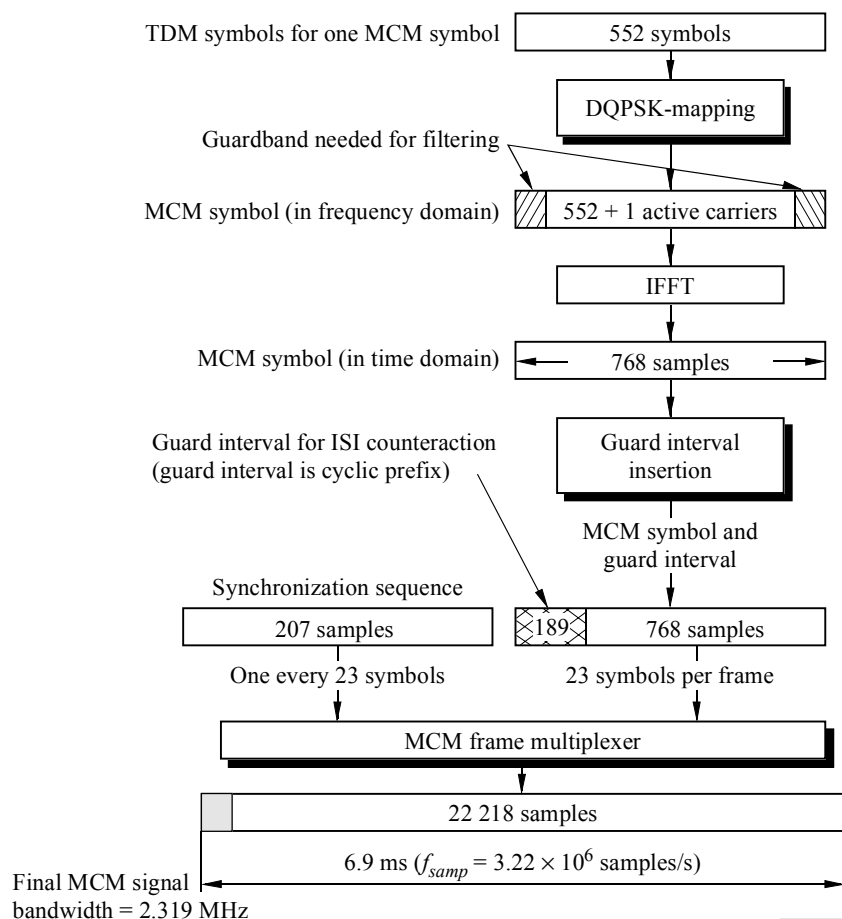 TDM symbols for one MCM symbol
552 symbols
DQPSK-mapping
Guardband needed for filtering
MCM symbol (in frequency domain)
552 + 1 active carriers
IFFT
MCM symbol (in time domain)
768 samples
Guard interval for ISI counteraction
(guard interval is cyclic prefix)
Guard interval
insertion
MCM symbol and
guard interval
Synchronization sequence
207 samples
189
768 samples
One every 23 symbols
23 symbols per frame
MCM frame multiplexer
22 218 samples
6.9 ms (f_samp = 3.22 × 10⁶ samples/s)
Final MCM signal
bandwidth = 2.319 MHz